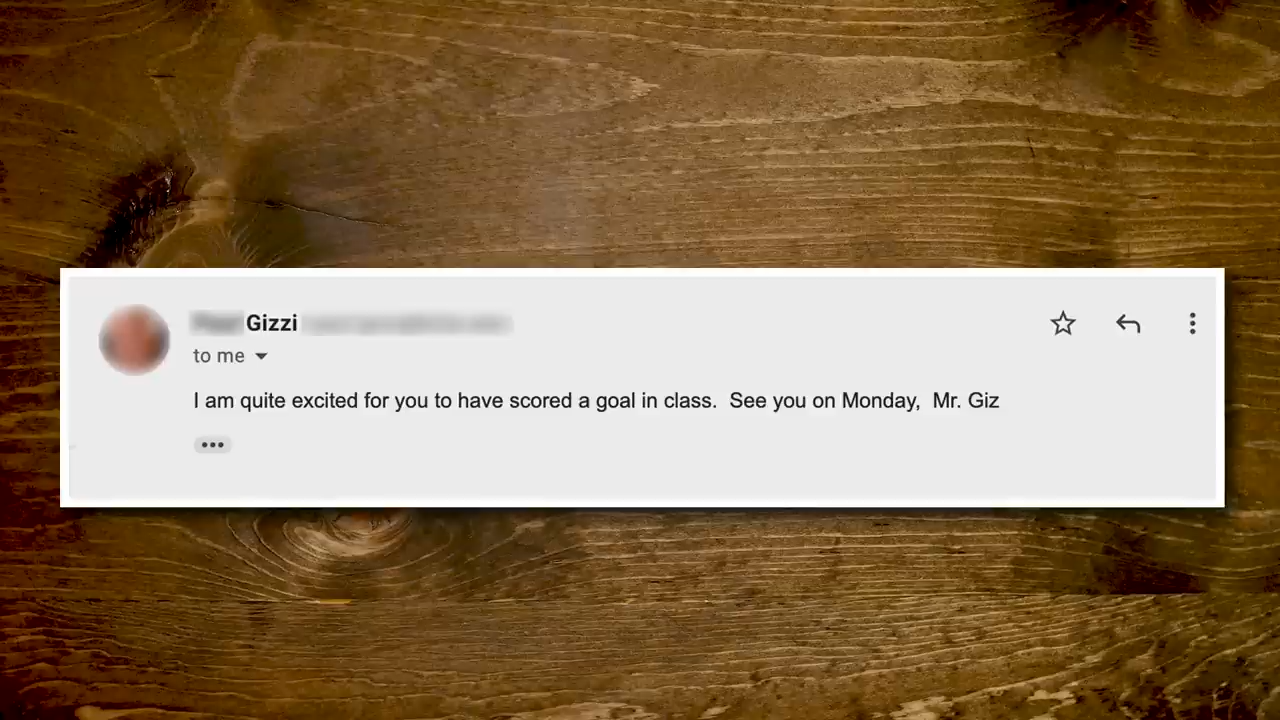 Gizzi
to me
I am quite excited for you to have scored a goal in class.  See you on Monday,  Mr. Giz